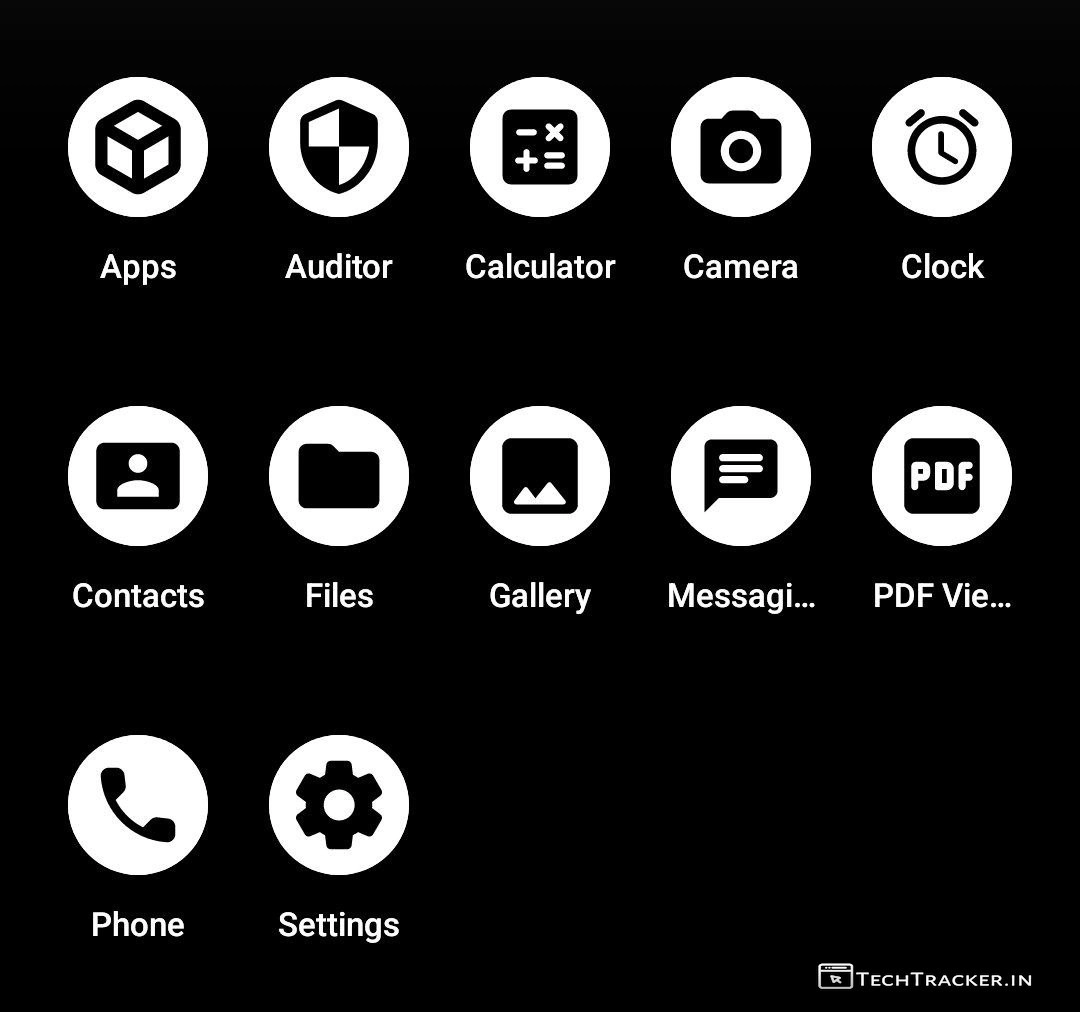 Apps Auditor Calculator Camera Clock
Contacts Files Gallery Messagi... PDF
PDF Vie...
Phone Settings
TECHTRACKER.IN